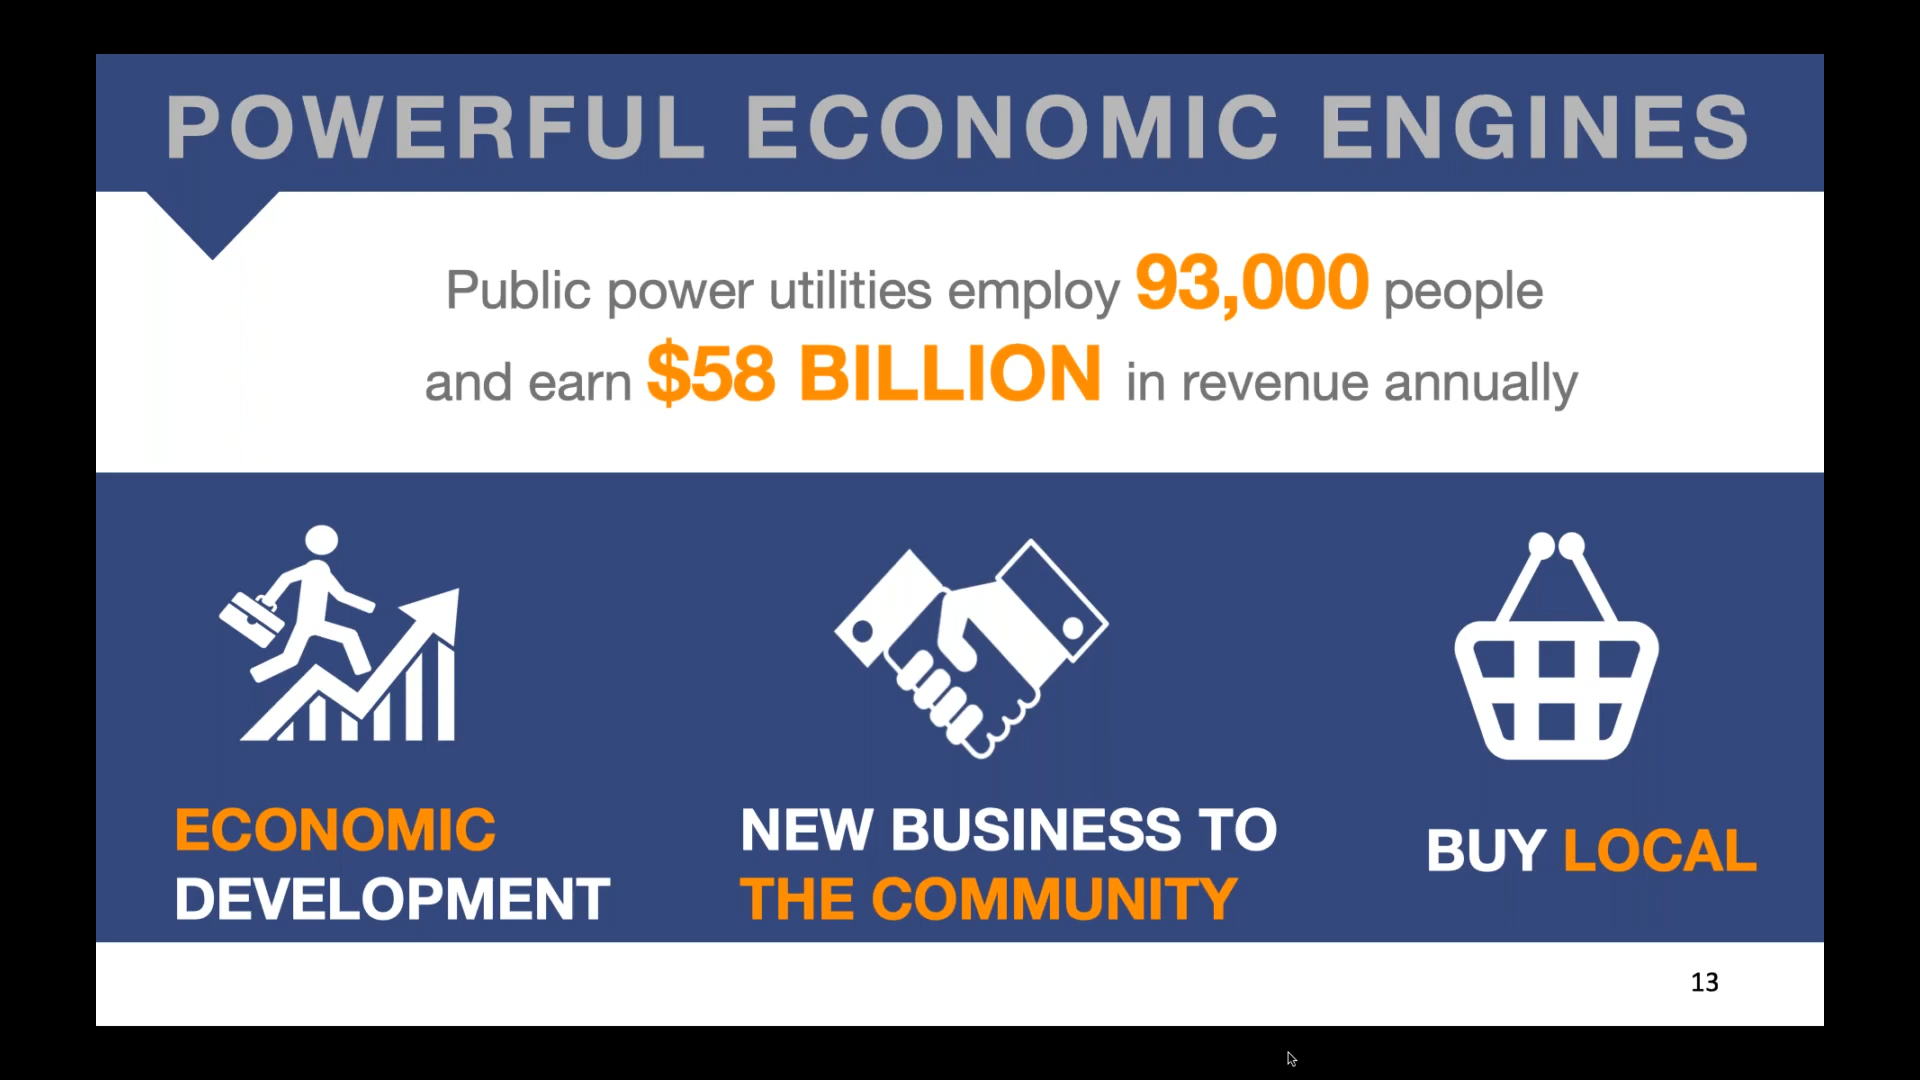 POWERFUL ECONOMIC ENGINES
Public power utilities employ 93,000 people
and earn $58 BILLION in revenue annually
ECONOMIC
DEVELOPMENT
NEW BUSINESS TO
THE COMMUNITY
BUY LOCAL
13